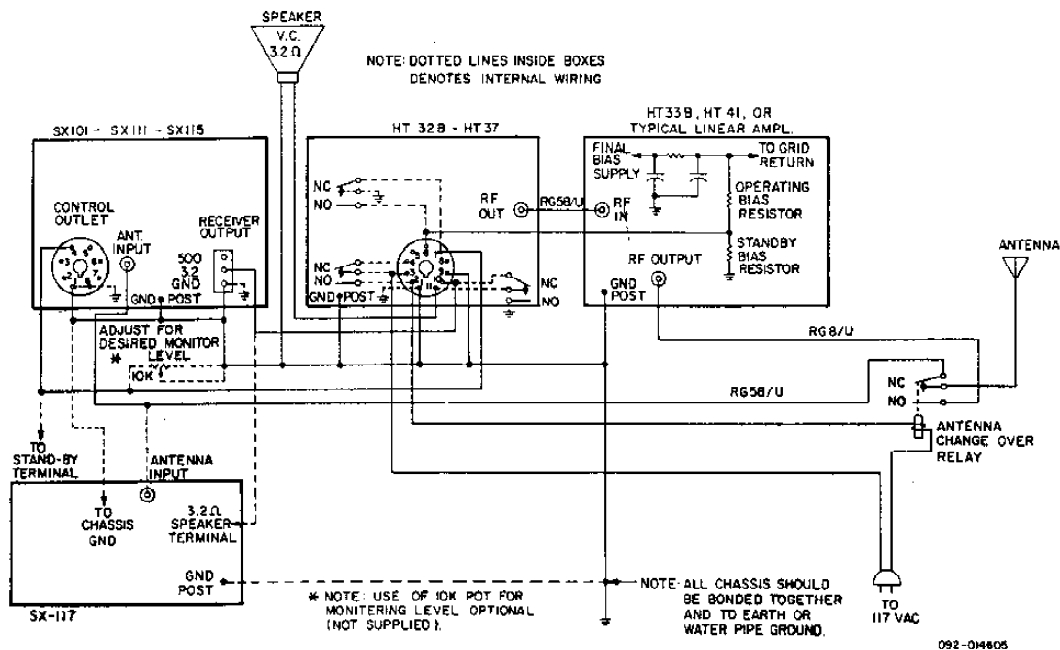 SPEAKER
V.C.
3.2Ω
NOTE: DOTTED LINES INSIDE BOXES
DENOTES INTERNAL WIRING
SX101 - SX111 - SX115
HT 32B - HT37
HT33B, HT 41, OR
TYPICAL LINEAR AMPL.
FINAL
BIAS
SUPPLY
TO GRID
RETURN
OPERATING
BIAS
RESISTOR
STANDBY
BIAS
RESISTOR
CONTROL
OUTLET
ANT.
INPUT
RECEIVER
OUTPUT
500
3.2
GND
GND POST
NC
NO
RF
OUT
RG58/U
RF
IN
NC
NO
GND POST
NC
NO
GND
POST
RF OUTPUT
ANTENNA
ADJUST FOR
DESIRED MONITOR
LEVEL
*
10K
RG8/U
RG58/U
NC
NO
ANTENNA
CHANGE OVER
RELAY
TO
STAND-BY
TERMINAL
ANTENNA
INPUT
TO
CHASSIS
GND
3.2Ω
SPEAKER
TERMINAL
GND
POST
SX-117
* NOTE: USE OF 10K POT FOR
MONITERING LEVEL OPTIONAL
(NOT SUPPLIED).
NOTE: ALL CHASSIS SHOULD
BE BONDED TOGETHER
AND TO EARTH OR
WATER PIPE GROUND.
TO
117 VAC
092-014605